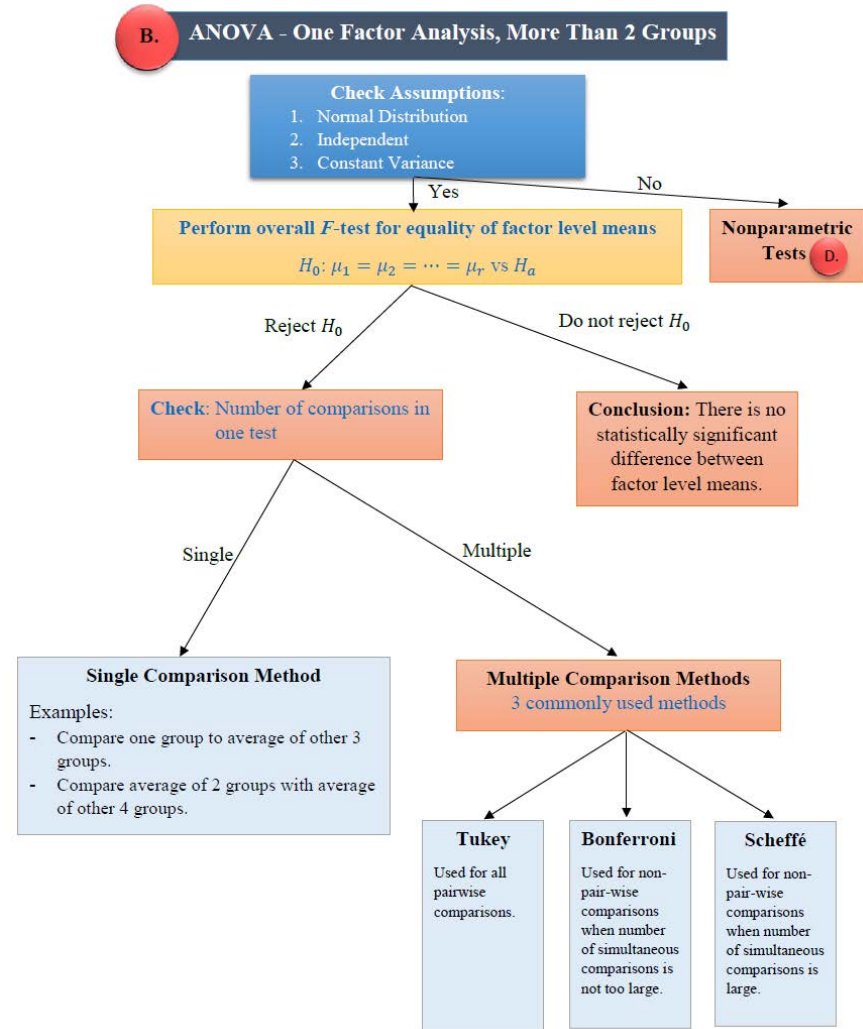 B. ANOVA - One Factor Analysis, More Than 2 Groups
Check Assumptions:
1. Normal Distribution
2. Independent
3. Constant Variance
Yes
No
Perform overall F-test for equality of factor level means
H₀: μ₁ = μ₂ = ⋯ = μᵣ vs Hₐ
Nonparametric
Tests D.
Reject H₀
Do not reject H₀
Check: Number of comparisons in
one test
Conclusion: There is no
statistically significant
difference between
factor level means.
Single
Multiple
Single Comparison Method
Examples:
- Compare one group to average of other 3
groups.
- Compare average of 2 groups with average
of other 4 groups.
Multiple Comparison Methods
3 commonly used methods
Tukey
Used for all
pairwise
comparisons.
Bonferroni
Used for non-
pair-wise
comparisons
when number
of simultaneous
comparisons is
not too large.
Scheffé
Used for non-
pair-wise
comparisons
when number
of simultaneous
comparisons is
large.